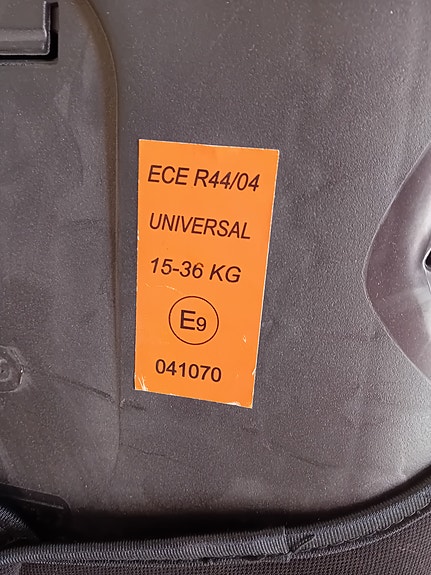 ECE R44/04
UNIVERSAL
15-36 KG
E9
041070